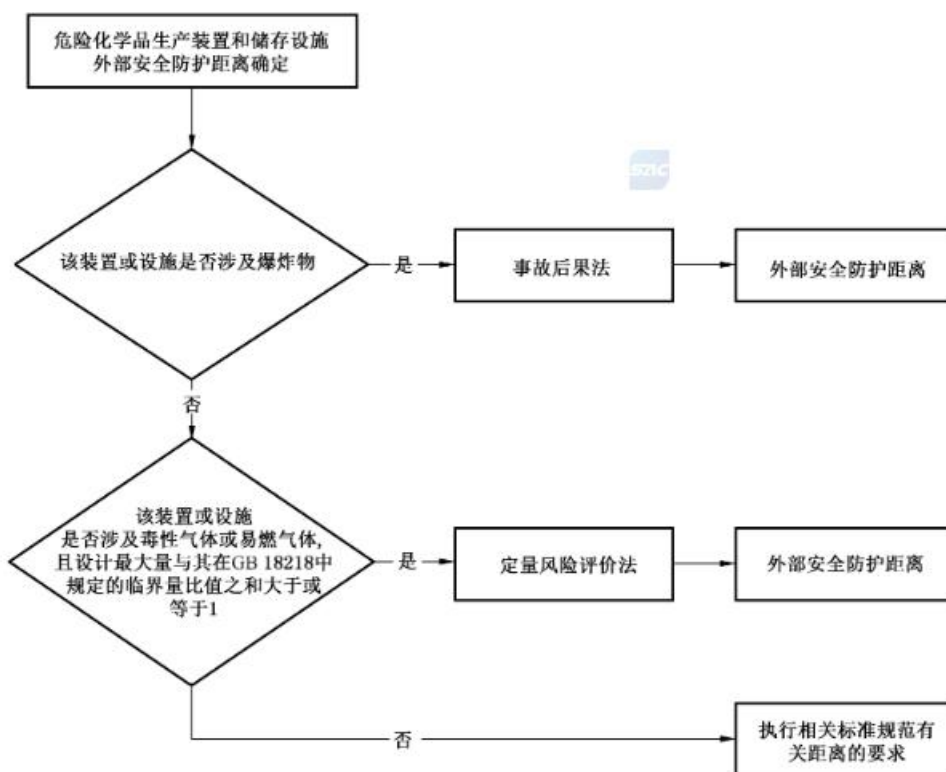 危险化学品生产装置和储存设施
外部安全防护距离确定
SZIC
该装置或设施是否涉及爆炸物
是
事故后果法
外部安全防护距离
否
该装置或设施
是否涉及毒性气体或易燃气体,
且设计最大量与其在GB 18218中
规定的临界量比值之和大于或
等于1
是
定量风险评价法
外部安全防护距离
否
执行相关标准规范有
关距离的要求